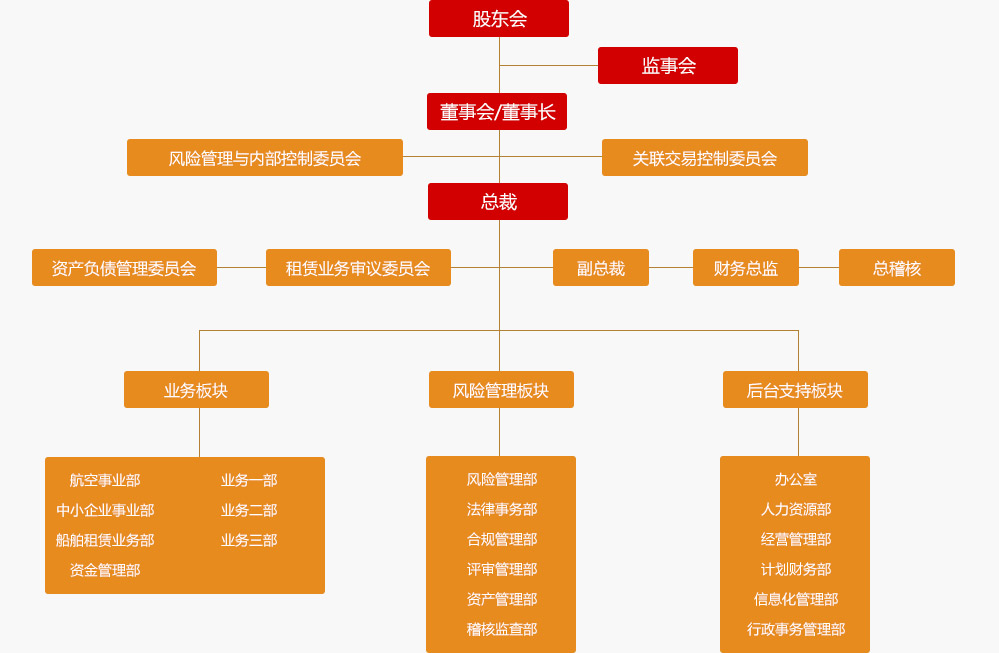 股东会
监事会
董事会/董事长
风险管理与内部控制委员会
关联交易控制委员会
总裁
资产负债管理委员会
租赁业务审议委员会
副总裁
财务总监
总稽核
业务板块
风险管理板块
后台支持板块
航空事业部
业务一部
中小企业事业部
业务二部
船舶租赁业务部
业务三部
资金管理部
风险管理部
法律事务部
合规管理部
评审管理部
资产管理部
稽核监查部
办公室
人力资源部
经营管理部
计划财务部
信息化管理部
行政事务管理部